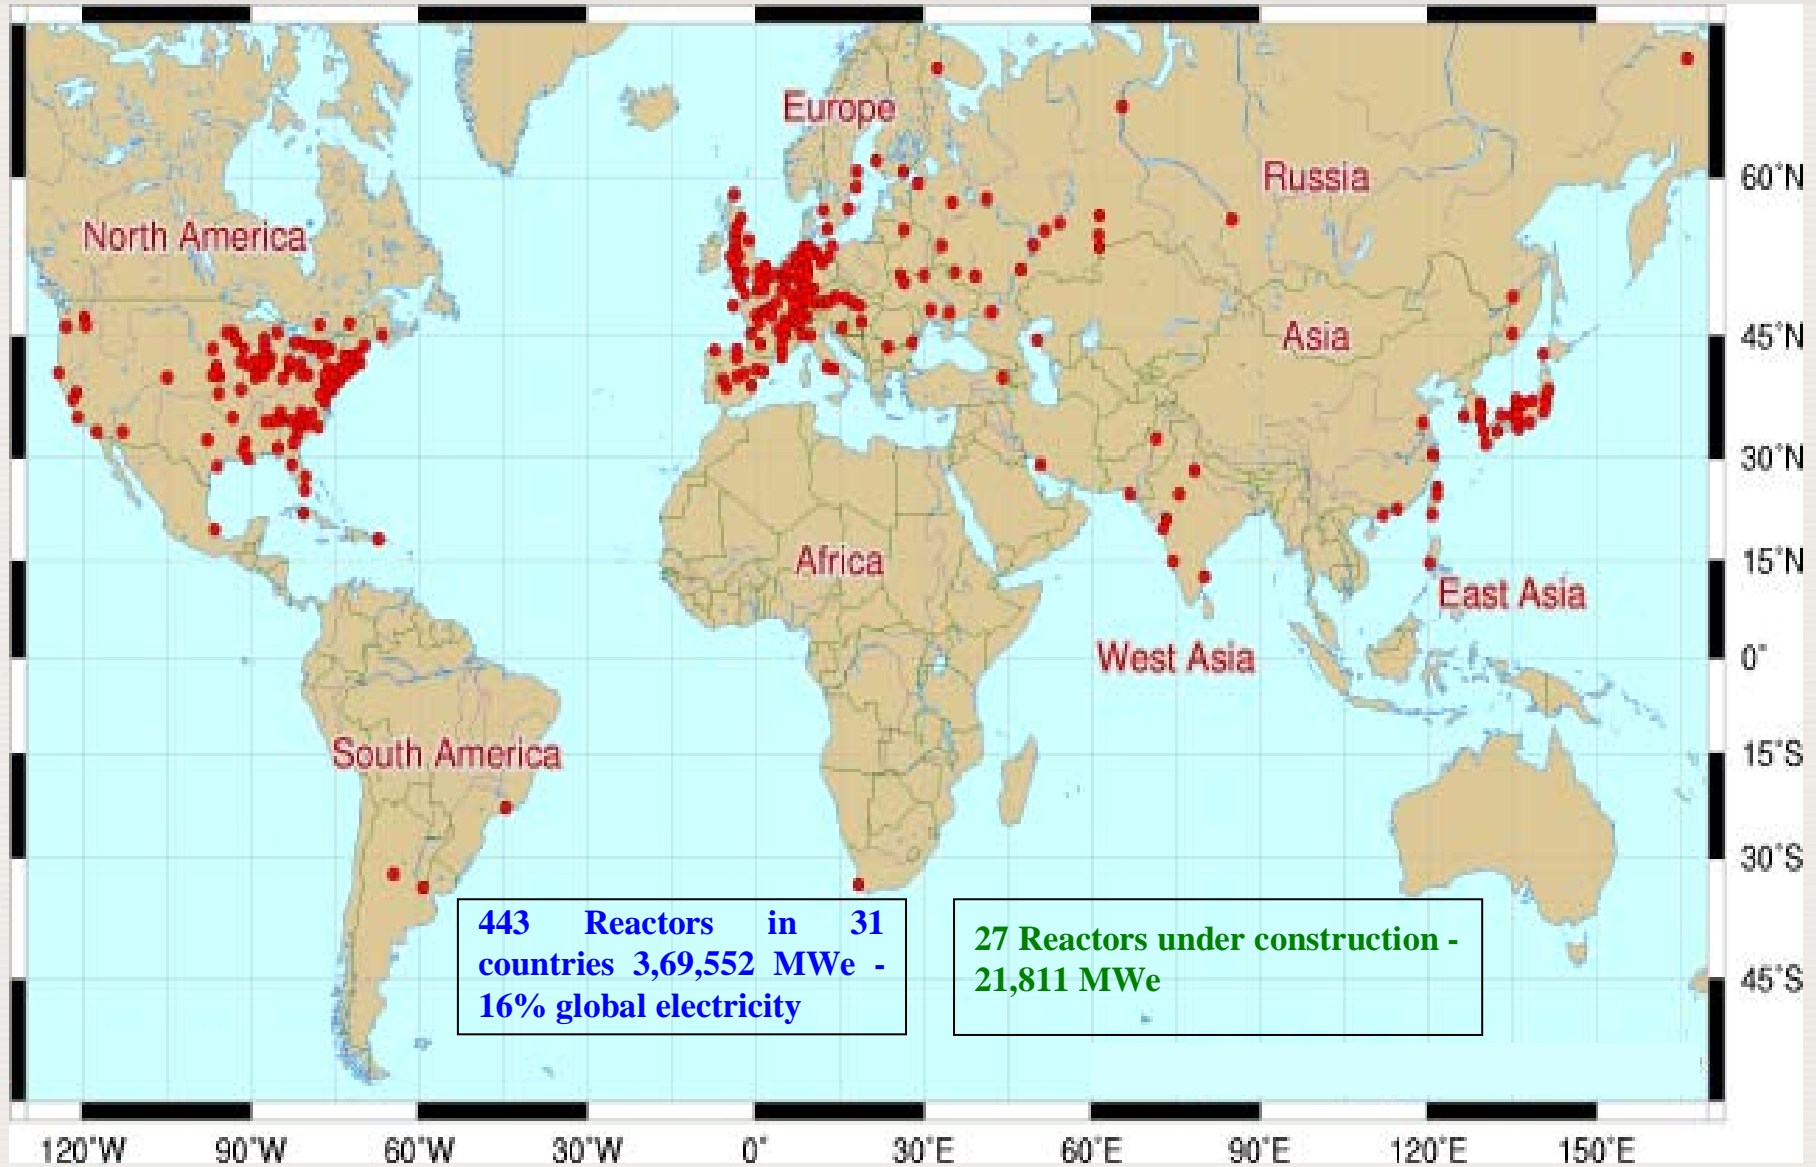 Europe
Russia
60°N
North America
Asia
45°N
30°N
Africa
15°N
East Asia
West Asia
0°
South America
15°S
30°S
443 Reactors in 31
countries 3,69,552 MWe -
16% global electricity
27 Reactors under construction -
21,811 MWe
45°S
120°W 90°W 60°W 30°W 0° 30°E 60°E 90°E 120°E 150°E